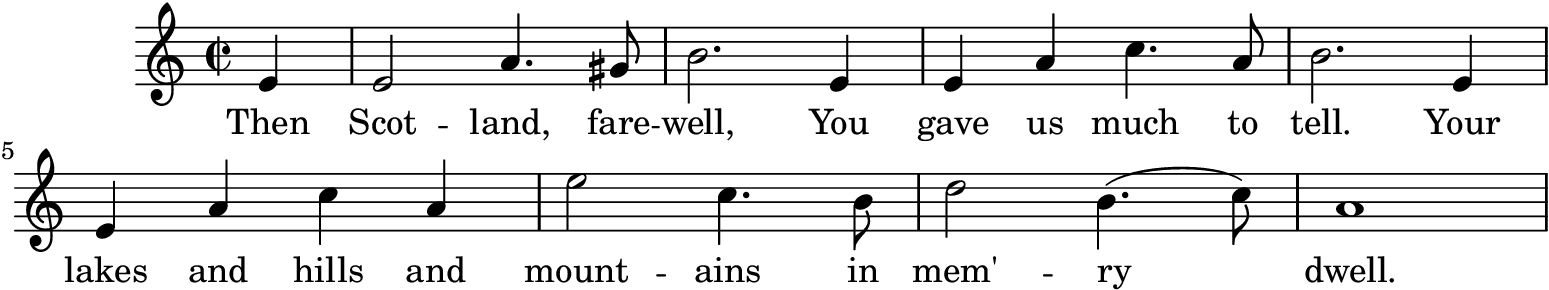 Then Scot - land, fare - well, You gave us much to tell. Your
5
lakes and hills and mount - ains in mem' - ry dwell.